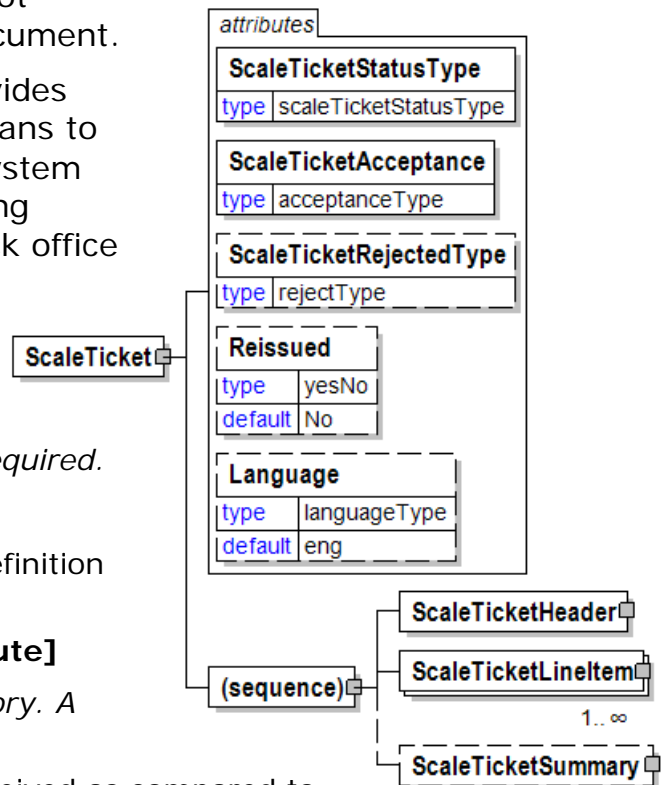 cument.
vides
ans to
ystem
ng
k office
equired.
efinition
ute]
ory. A
attributes
ScaleTicketStatusType
type scaleTicketStatusType
ScaleTicketAcceptance
type acceptanceType
ScaleTicketRejectedType
type rejectType
Reissued
type yesNo
default No
Language
type languageType
default eng
ScaleTicket
(sequence)
ScaleTicketHeader
ScaleTicketLineItem
1.. ∞
ScaleTicketSummary